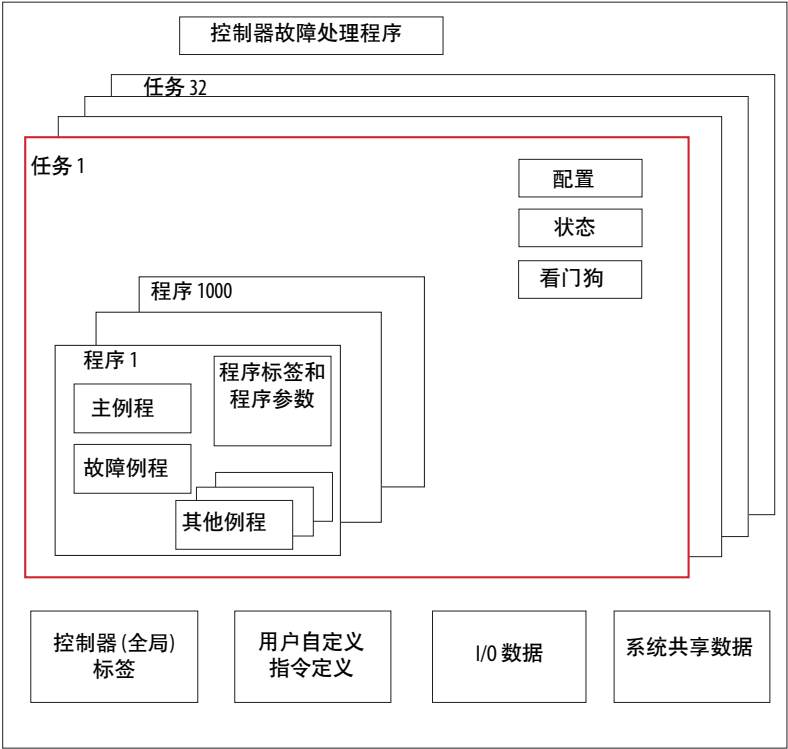 控制器故障处理程序
任务 32
任务 1
配置
状态
看门狗
程序 1000
程序 1
程序标签和
程序参数
主例程
故障例程
其他例程
控制器 (全局)
标签
用户自定义
指令定义
I/0 数据
系统共享数据